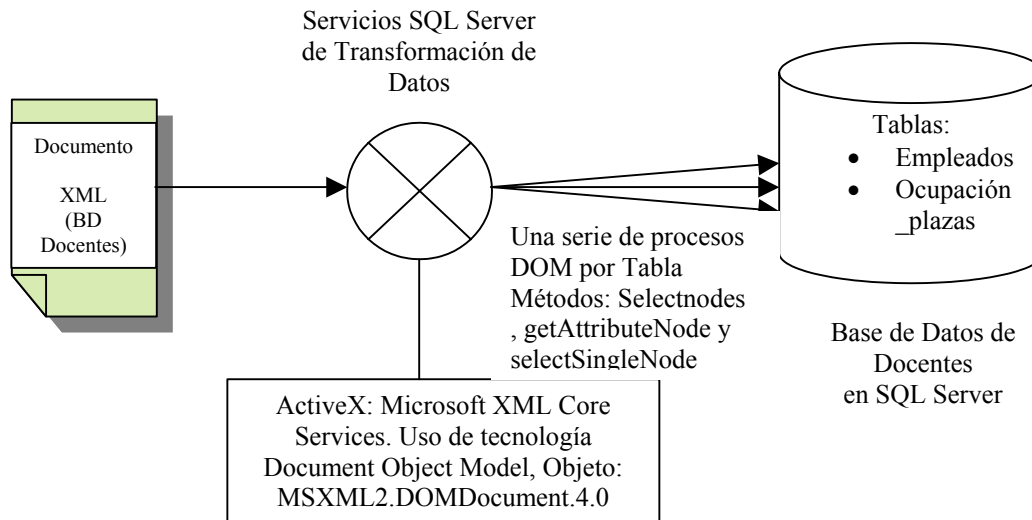 Servicios SQL Server
de Transformación de
Datos
Documento
XML
(BD
Docentes)
Tablas:
• Empleados
• Ocupación
_plazas
Una serie de procesos
DOM por Tabla
Métodos: Selectnodes
, getAttributeNode y
selectSingleNode
Base de Datos de
Docentes
en SQL Server
ActiveX: Microsoft XML Core
Services. Uso de tecnología
Document Object Model, Objeto:
MSXML2.DOMDocument.4.0